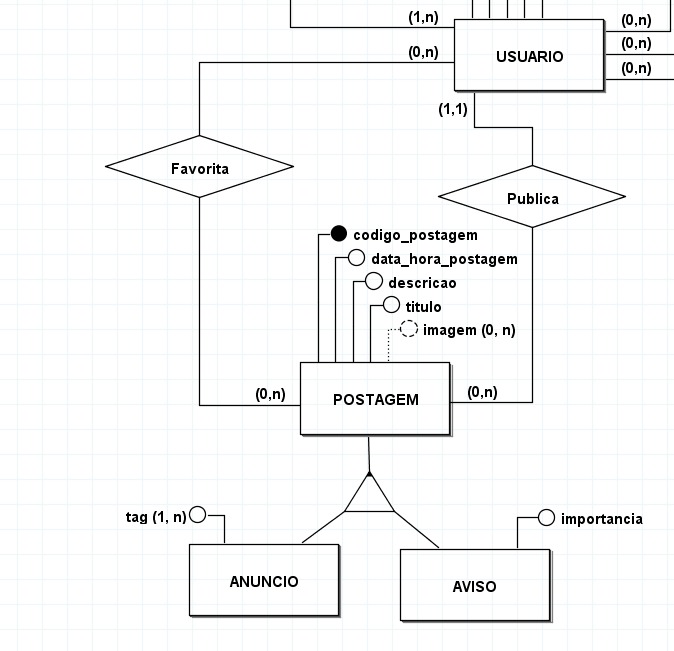 (1,n)
(0,n)
USUARIO
(0,n)
(0,n)
(0,n)
(1,1)
Favorita
Publica
codigo_postagem
data_hora_postagem
descricao
titulo
imagem (0, n)
(0,n)
POSTAGEM
(0,n)
tag (1, n)
importancia
ANUNCIO
AVISO